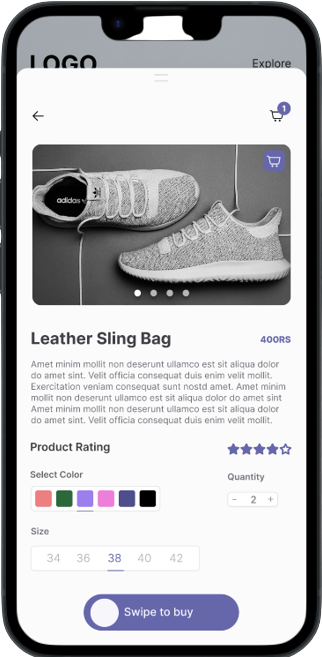 LOGO
Explore
1
adidas
Leather Sling Bag
400RS
Amet minim mollit non deserunt ullamco est sit aliqua dolor
do amet sint. Velit officia consequat duis enim velit mollit.
Exercitation veniam consequat sunt nostd amet. Amet minim
mollit non deserunt ullamco est sit aliqua dolor do amet sint
Amet minim mollit non deserunt ullamco est sit aliqua dolor
do amet sint. Velit officia consequat duis enim velit mollit.
Product Rating
Select Color
Quantity
- 2 +
Size
34 36 38 40 42
Swipe to buy